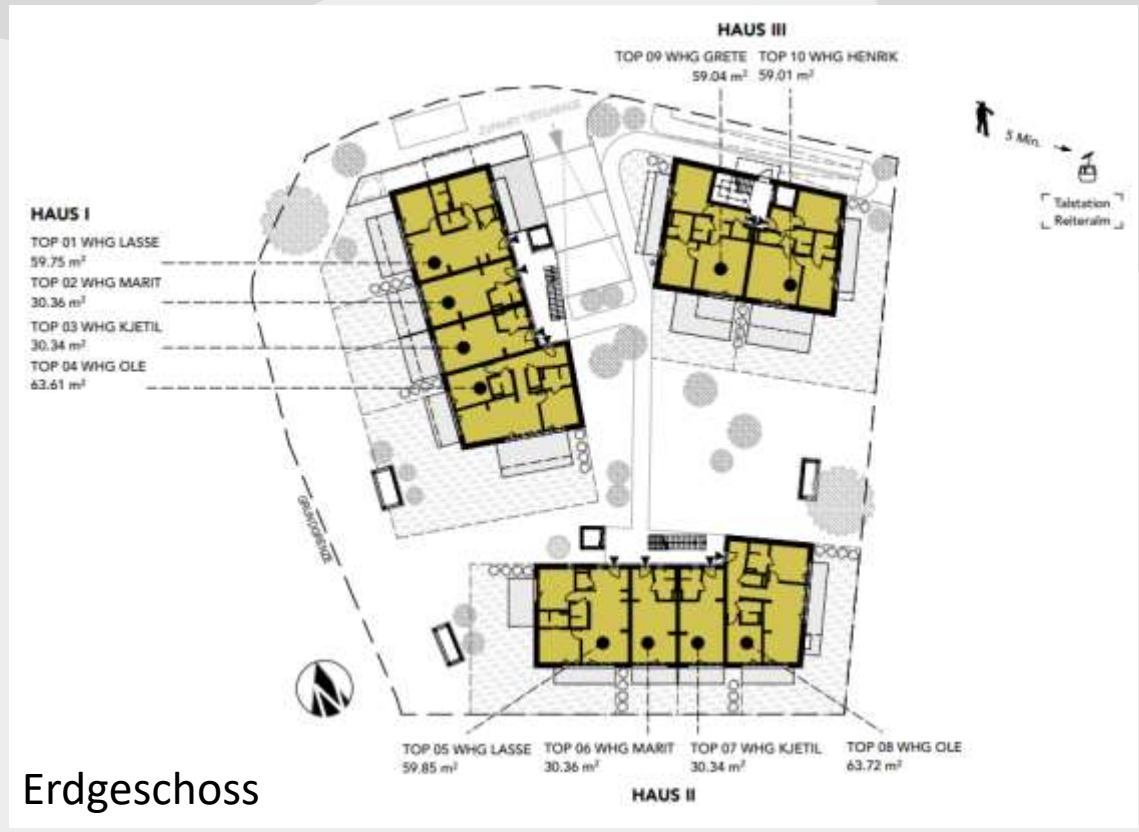 HAUS III
TOP 09 WHG GRETE
59.04 m²
TOP 10 WHG HENRIK
59.01 m²
ZUFAHRT TIEFGARAGE
5 Min.
Talstation
Reiteralm
HAUS I
TOP 01 WHG LASSE
59.75 m²
TOP 02 WHG MARIT
30.36 m²
TOP 03 WHG KJETIL
30.34 m²
TOP 04 WHG OLE
63.61 m²
GRUNDGRENZE
N
TOP 05 WHG LASSE
59.85 m²
TOP 06 WHG MARIT
30.36 m²
TOP 07 WHG KJETIL
30.34 m²
TOP 08 WHG OLE
63.72 m²
HAUS II
Erdgeschoss